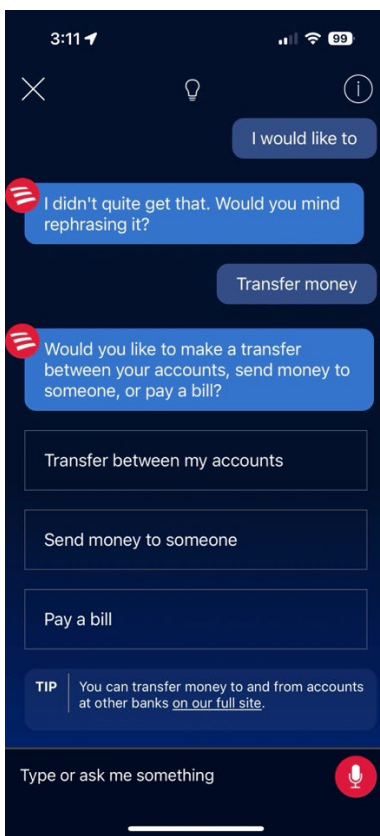 3:11
99
I would like to
I didn't quite get that. Would you mind
rephrasing it?
Transfer money
Would you like to make a transfer
between your accounts, send money to
someone, or pay a bill?
Transfer between my accounts
Send money to someone
Pay a bill
TIP
You can transfer money to and from accounts
at other banks on our full site.
Type or ask me something